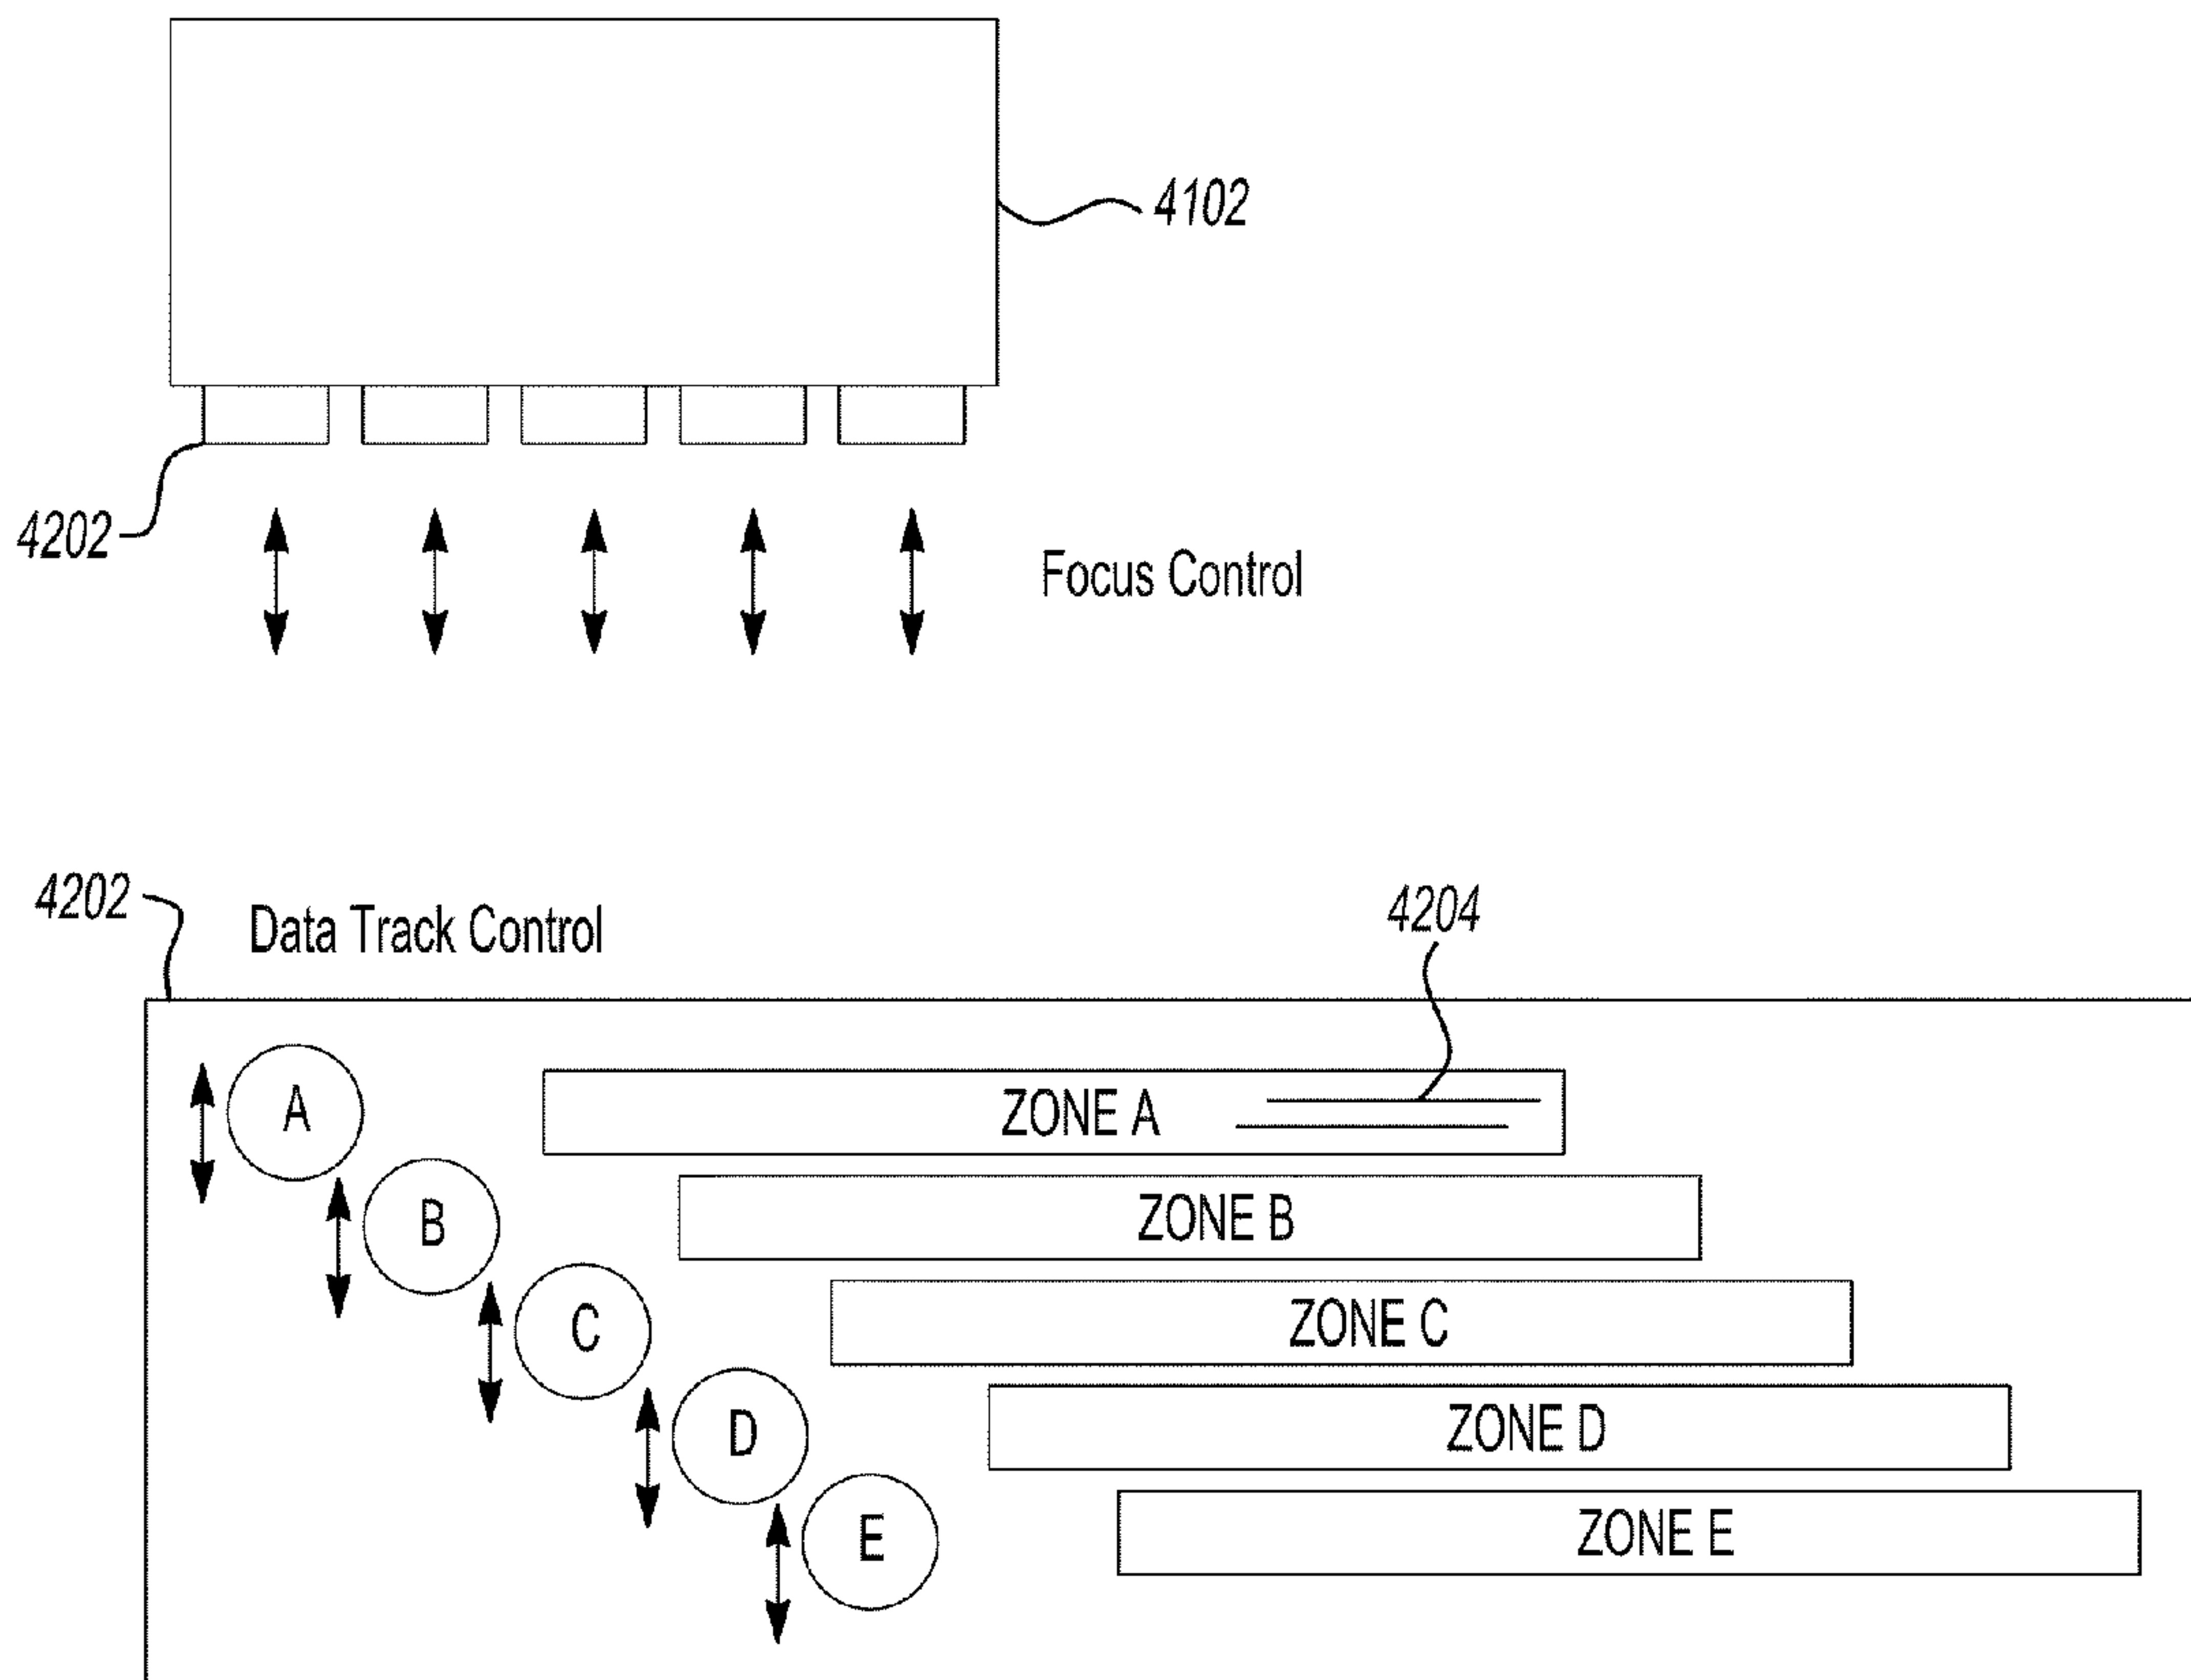 4102
4202
Focus Control
4202
Data Track Control
4204
A
ZONE A
B
ZONE B
C
ZONE C
D
ZONE D
E
ZONE E